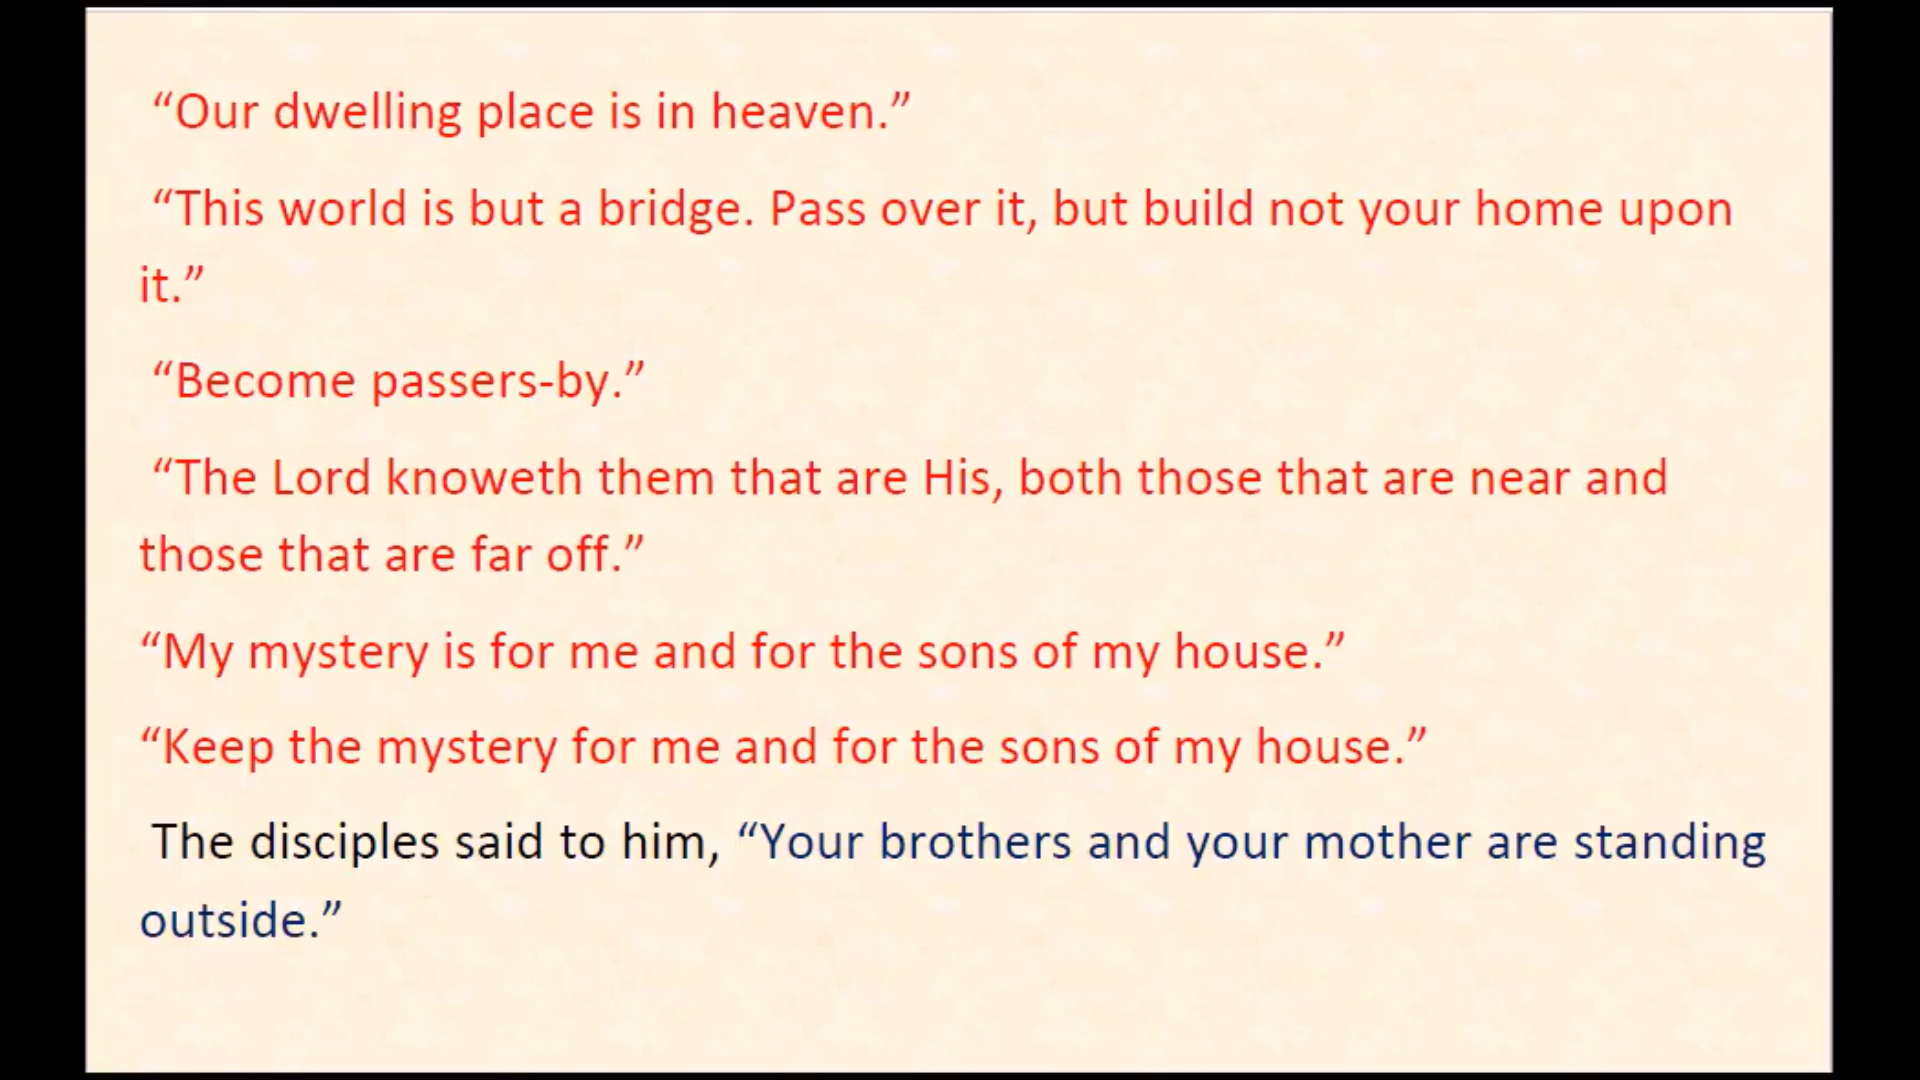 “Our dwelling place is in heaven.”
“This world is but a bridge. Pass over it, but build not your home upon
it.”
“Become passers-by.”
“The Lord knoweth them that are His, both those that are near and
those that are far off.”
“My mystery is for me and for the sons of my house.”
“Keep the mystery for me and for the sons of my house.”
The disciples said to him, “Your brothers and your mother are standing
outside.”